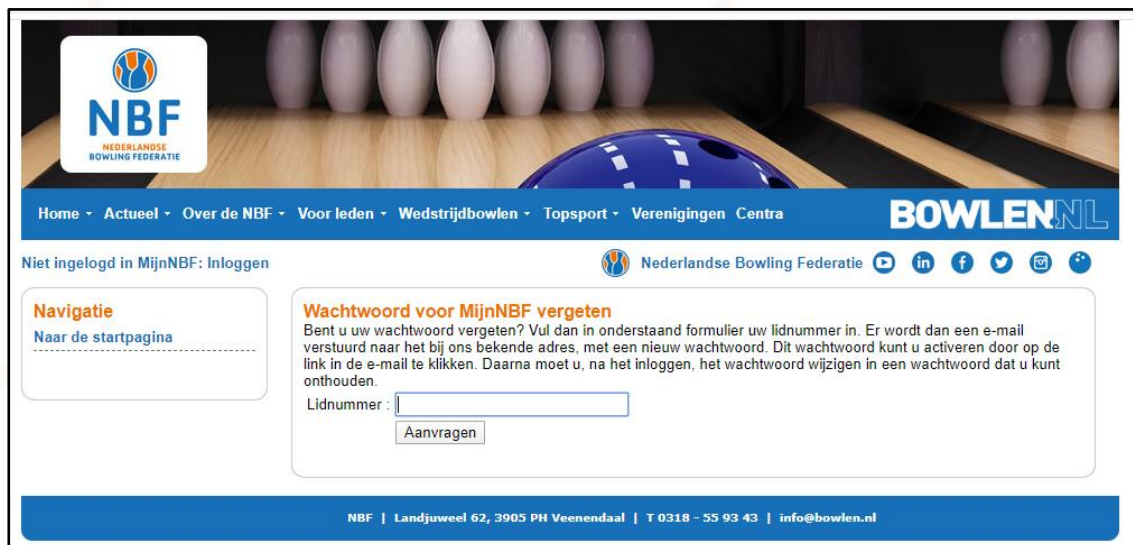 NBF
NEDERLANDSE
BOWLING FEDERATIE
Home Actueel Over de NBF Voor leden Wedstrijdbowlen Topsport Verenigingen Centra
BOWLEN.NL
Niet ingelogd in MijnNBF: Inloggen
Nederlandse Bowling Federatie
Navigatie
Naar de startpagina
Wachtwoord voor MijnNBF vergeten
Bent u uw wachtwoord vergeten? Vul dan in onderstaand formulier uw lidnummer in. Er wordt dan een e-mail
verstuurd naar het bij ons bekende adres, met een nieuw wachtwoord. Dit wachtwoord kunt u activeren door op de
link in de e-mail te klikken. Daarna moet u, na het inloggen, het wachtwoord wijzigen in een wachtwoord dat u kunt
onthouden.
Lidnummer :
Aanvragen
NBF | Landjuweel 62, 3905 PH Veenendaal | T 0318 - 55 93 43 | info@bowlen.nl